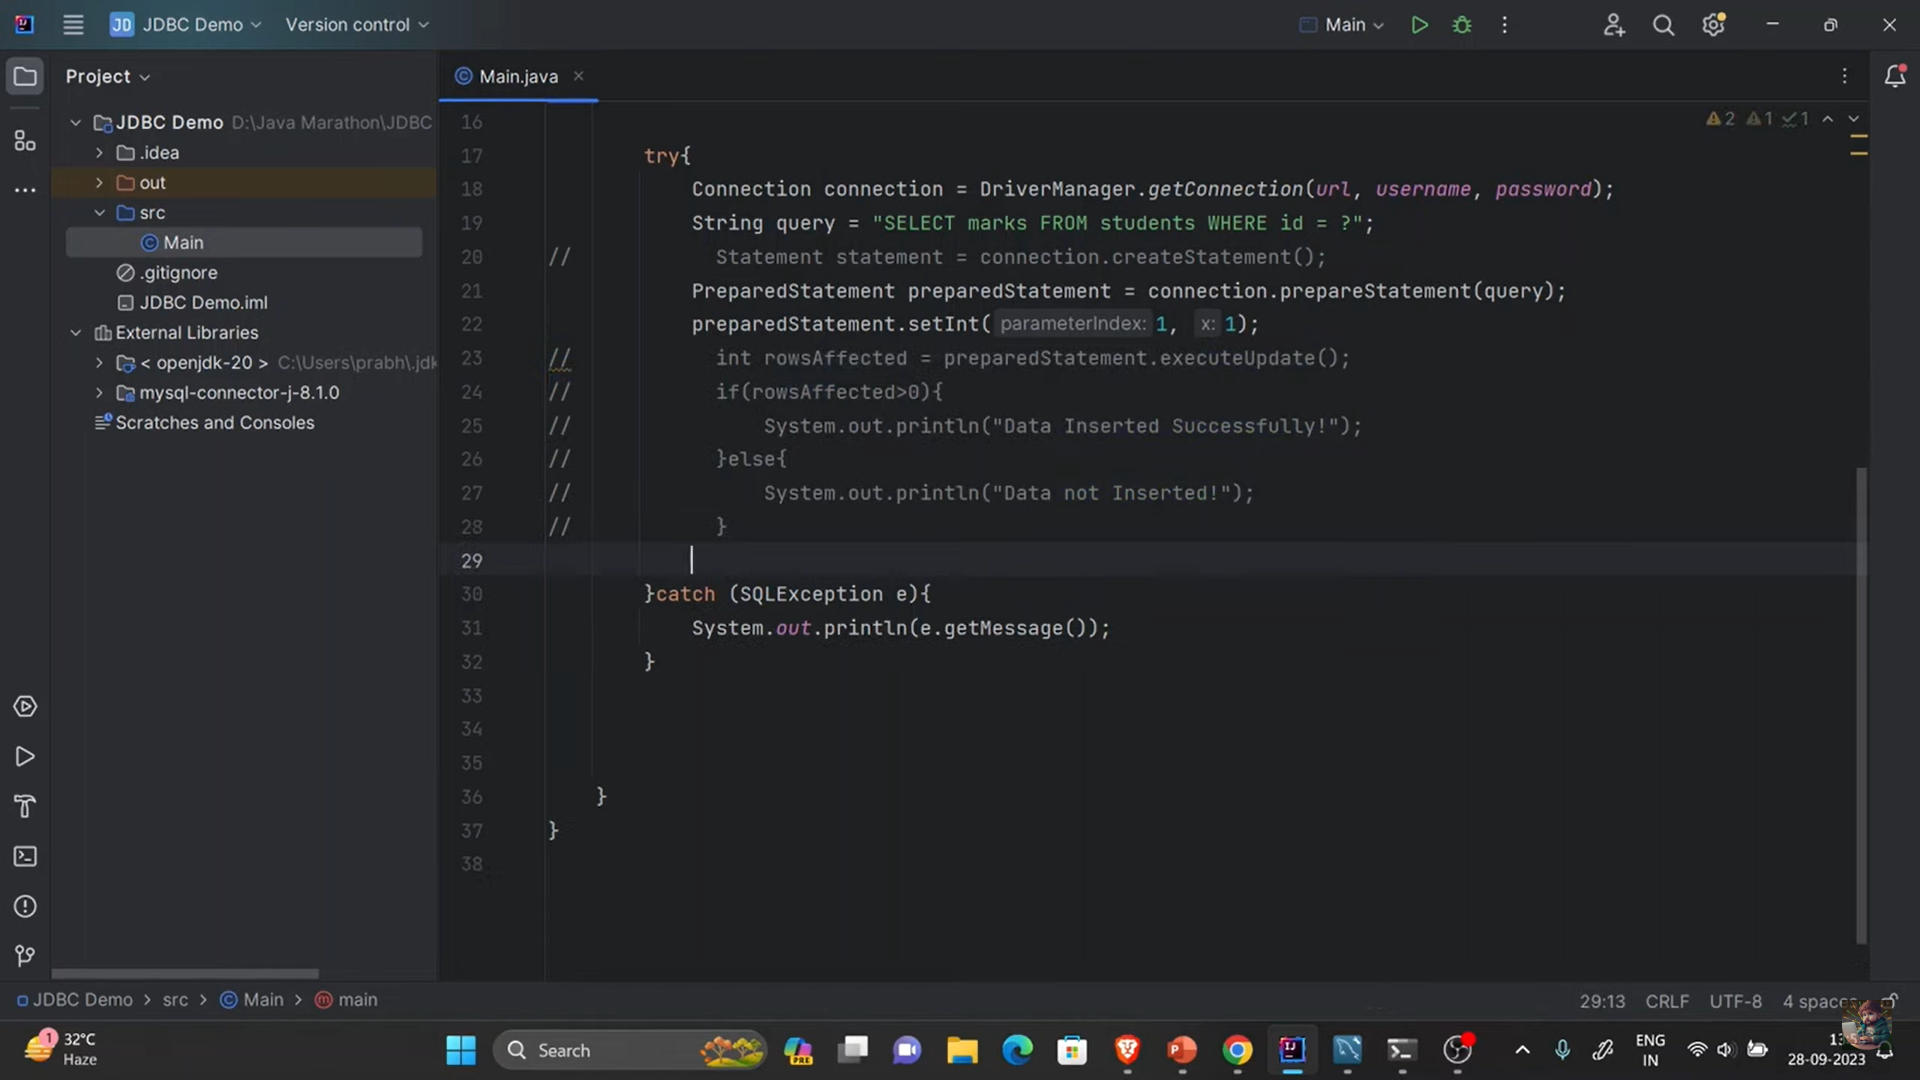 JD JDBC Demo Version control Main
Project
Main.java
JDBC Demo D:\Java Marathon\JDBC
.idea
out
src
Main
.gitignore
JDBC Demo.iml
External Libraries
< openjdk-20 > C:\Users\prabh\.jdk
mysql-connector-j-8.1.0
Scratches and Consoles
2 1 1
16
17 try{
18 Connection connection = DriverManager.getConnection(url, username, password);
19 String query = "SELECT marks FROM students WHERE id = ?";
20 // Statement statement = connection.createStatement();
21 PreparedStatement preparedStatement = connection.prepareStatement(query);
22 preparedStatement.setInt( parameterIndex: 1, x: 1);
23 // int rowsAffected = preparedStatement.executeUpdate();
24 // if(rowsAffected>0){
25 // System.out.println("Data Inserted Successfully!");
26 // }else{
27 // System.out.println("Data not Inserted!");
28 // }
29
30 }catch (SQLException e){
31 System.out.println(e.getMessage());
32 }
33
34
35
36 }
37 }
38
JDBC Demo > src > Main > main 29:13 CRLF UTF-8 4 spaces
1 32°C
Haze
Search
PRE
ENG
IN
28-09-2023